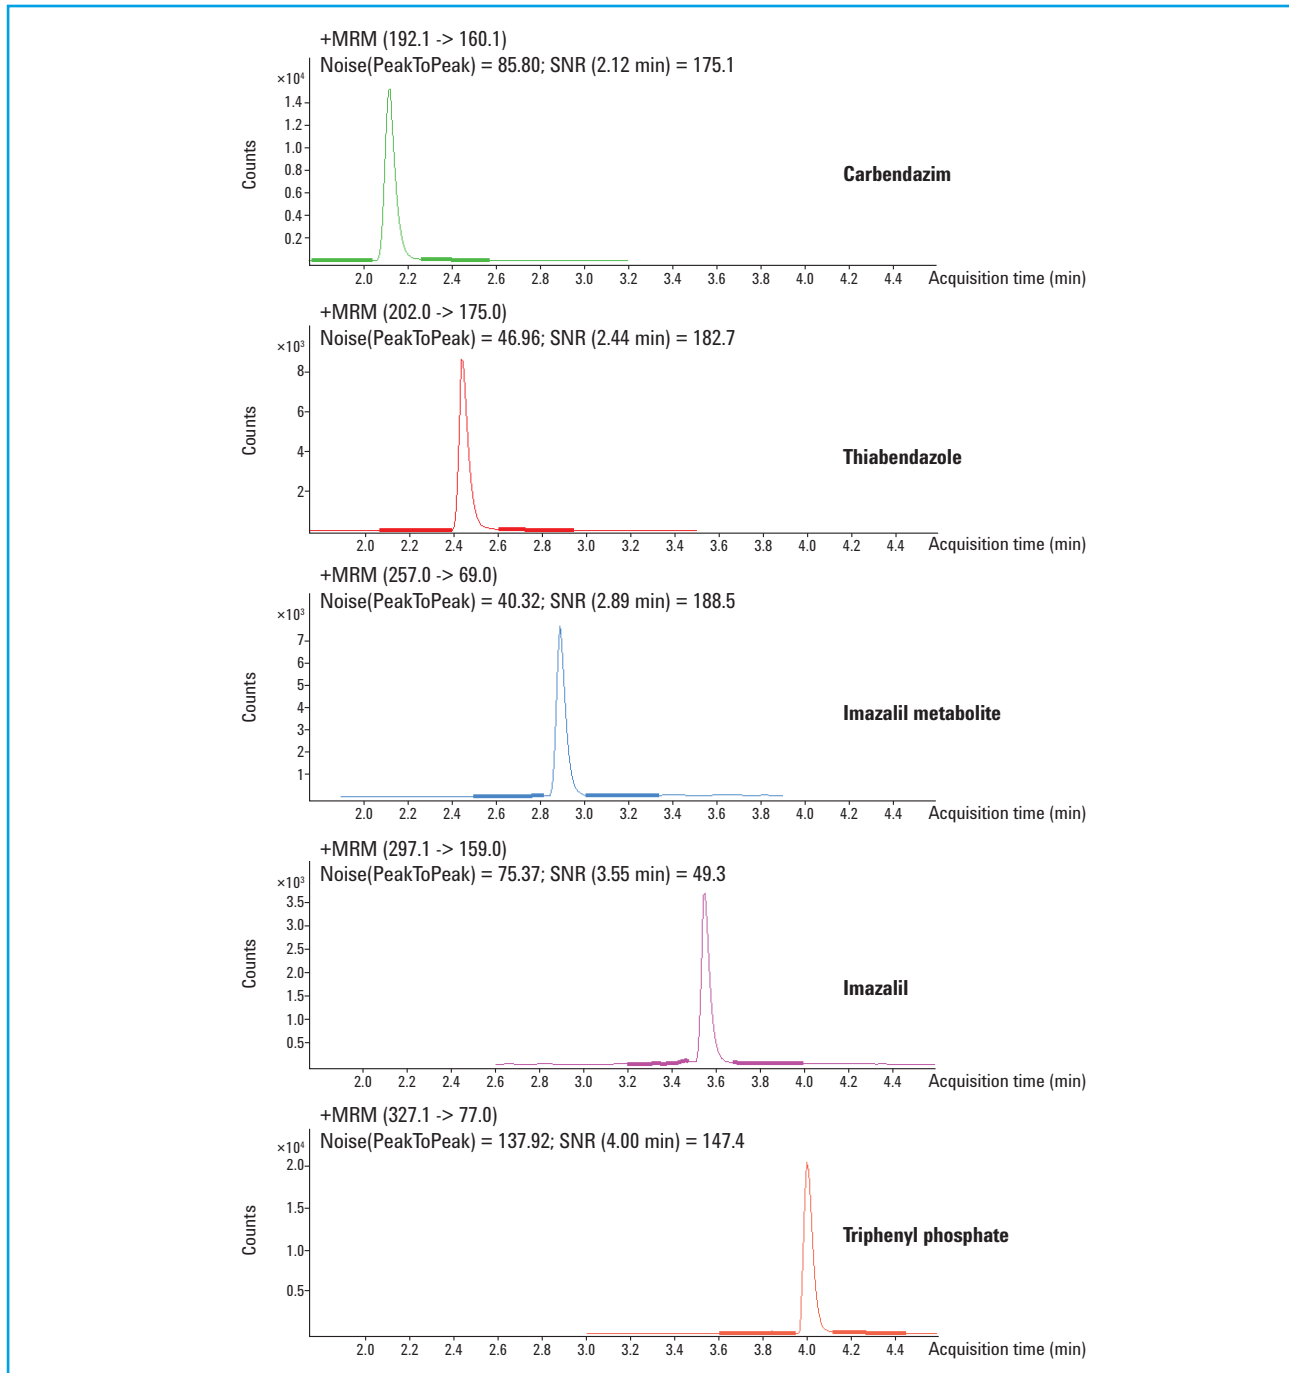 +MRM (192.1 -> 160.1)
Noise(PeakToPeak) = 85.80; SNR (2.12 min) = 175.1
×10⁴
1.4
1.2
1.0
0.8
0.6
0.4
0.2
Counts
Carbendazim
2.0 2.2 2.4 2.6 2.8 3.0 3.2 3.4 3.6 3.8 4.0 4.2 4.4 Acquisition time (min)
+MRM (202.0 -> 175.0)
Noise(PeakToPeak) = 46.96; SNR (2.44 min) = 182.7
×10³
8
6
4
2
Counts
Thiabendazole
2.0 2.2 2.4 2.6 2.8 3.0 3.2 3.4 3.6 3.8 4.0 4.2 4.4 Acquisition time (min)
+MRM (257.0 -> 69.0)
Noise(PeakToPeak) = 40.32; SNR (2.89 min) = 188.5
×10³
7
6
5
4
3
2
1
Counts
Imazalil metabolite
2.0 2.2 2.4 2.6 2.8 3.0 3.2 3.4 3.6 3.8 4.0 4.2 4.4 Acquisition time (min)
+MRM (297.1 -> 159.0)
Noise(PeakToPeak) = 75.37; SNR (3.55 min) = 49.3
×10³
3.5
3.0
2.5
2.0
1.5
1.0
0.5
Counts
Imazalil
2.0 2.2 2.4 2.6 2.8 3.0 3.2 3.4 3.6 3.8 4.0 4.2 4.4 Acquisition time (min)
+MRM (327.1 -> 77.0)
Noise(PeakToPeak) = 137.92; SNR (4.00 min) = 147.4
×10⁴
2.0
1.5
1.0
0.5
Counts
Triphenyl phosphate
2.0 2.2 2.4 2.6 2.8 3.0 3.2 3.4 3.6 3.8 4.0 4.2 4.4 Acquisition time (min)